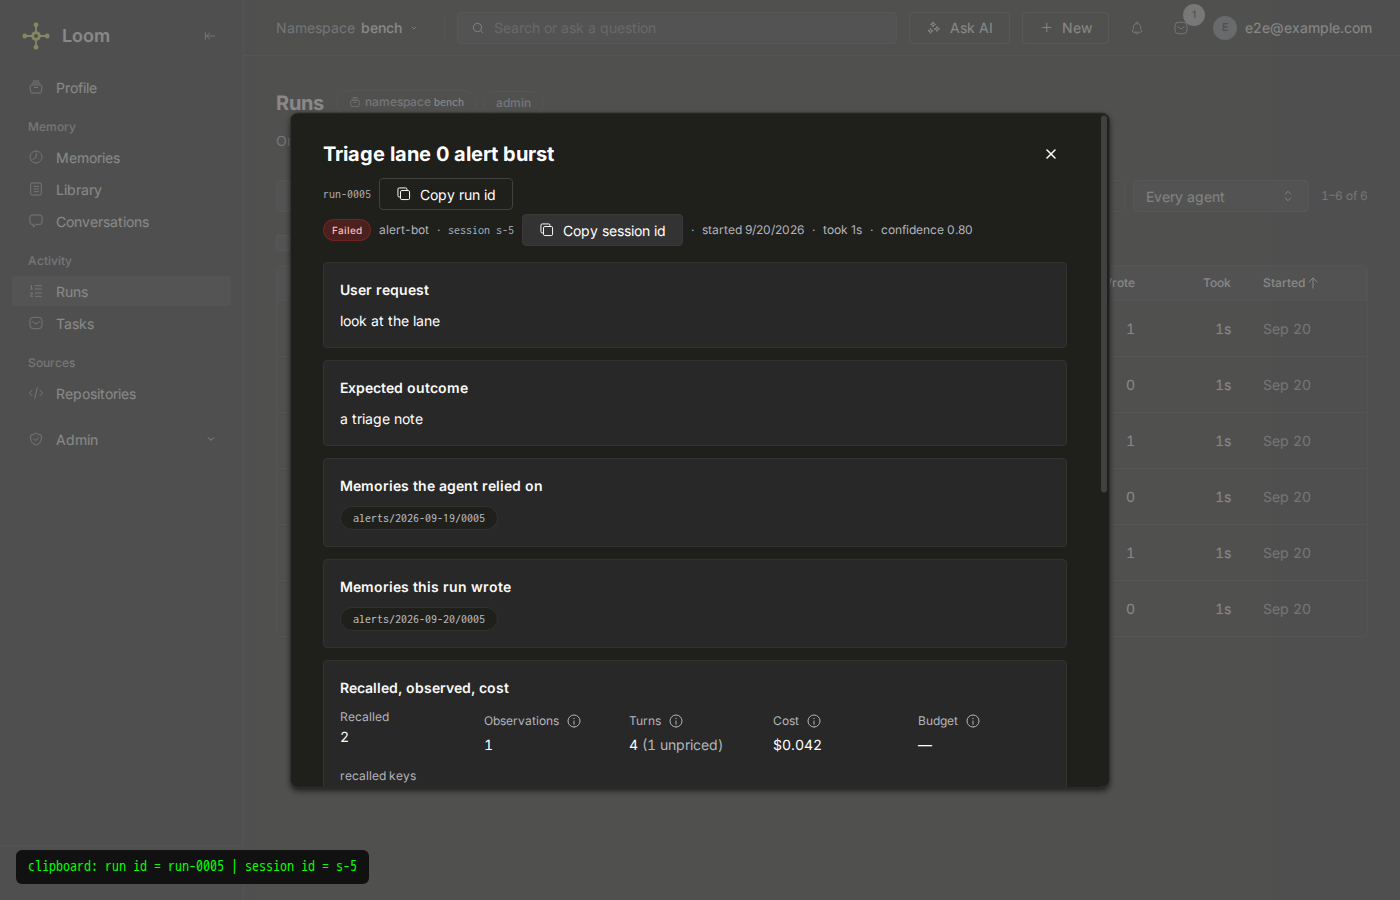 Loom
Namespace bench
Search or ask a question
Ask AI
New
1
E
e2e@example.com
Profile
Memory
Memories
Library
Conversations
Activity
Runs
Tasks
Sources
Repositories
Admin
Runs
namespace bench
admin
Every agent
1–6 of 6
Took
Started
1 1s Sep 20
0 1s Sep 20
1 1s Sep 20
0 1s Sep 20
1 1s Sep 20
0 1s Sep 20
Triage lane 0 alert burst
run-0005 Copy run id
Failed alert-bot · session s-5 Copy session id · started 9/20/2026 · took 1s · confidence 0.80
User request
look at the lane
Expected outcome
a triage note
Memories the agent relied on
alerts/2026-09-19/0005
Memories this run wrote
alerts/2026-09-20/0005
Recalled, observed, cost
Recalled Observations Turns Cost Budget
2 1 4 (1 unpriced) $0.042 —
recalled keys
clipboard: run id = run-0005 | session id = s-5